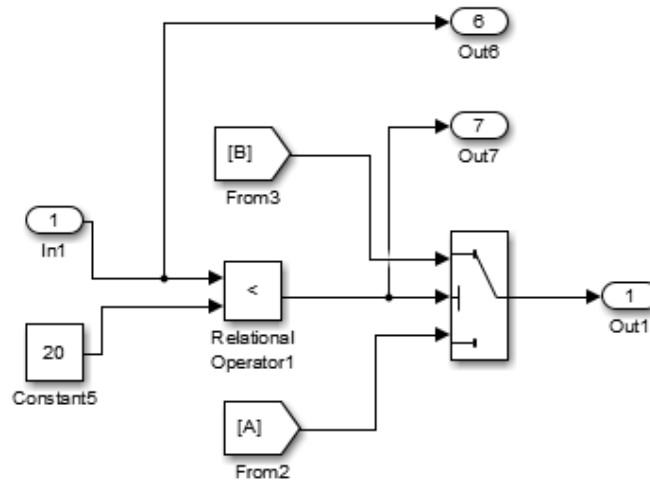 6
Out6
7
Out7
[B]
From3
1
In1
<
Relational
Operator1
1
Out1
20
Constant5
[A]
From2